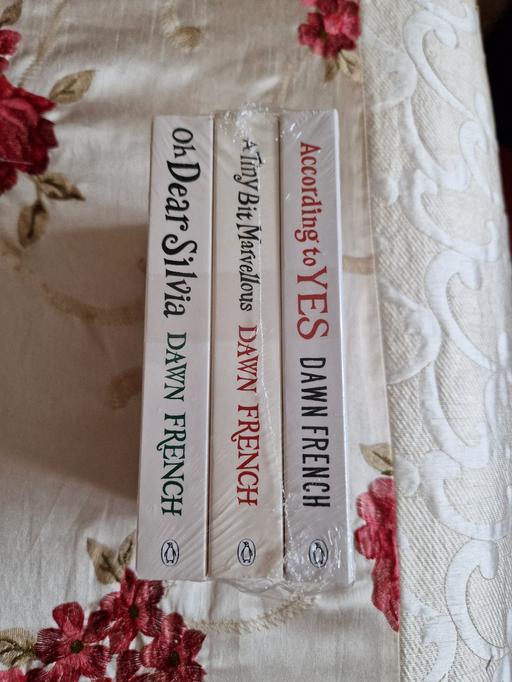 Oh Dear Silvia DAWN FRENCH
A Tiny Bit Marvellous DAWN FRENCH
According to YES DAWN FRENCH